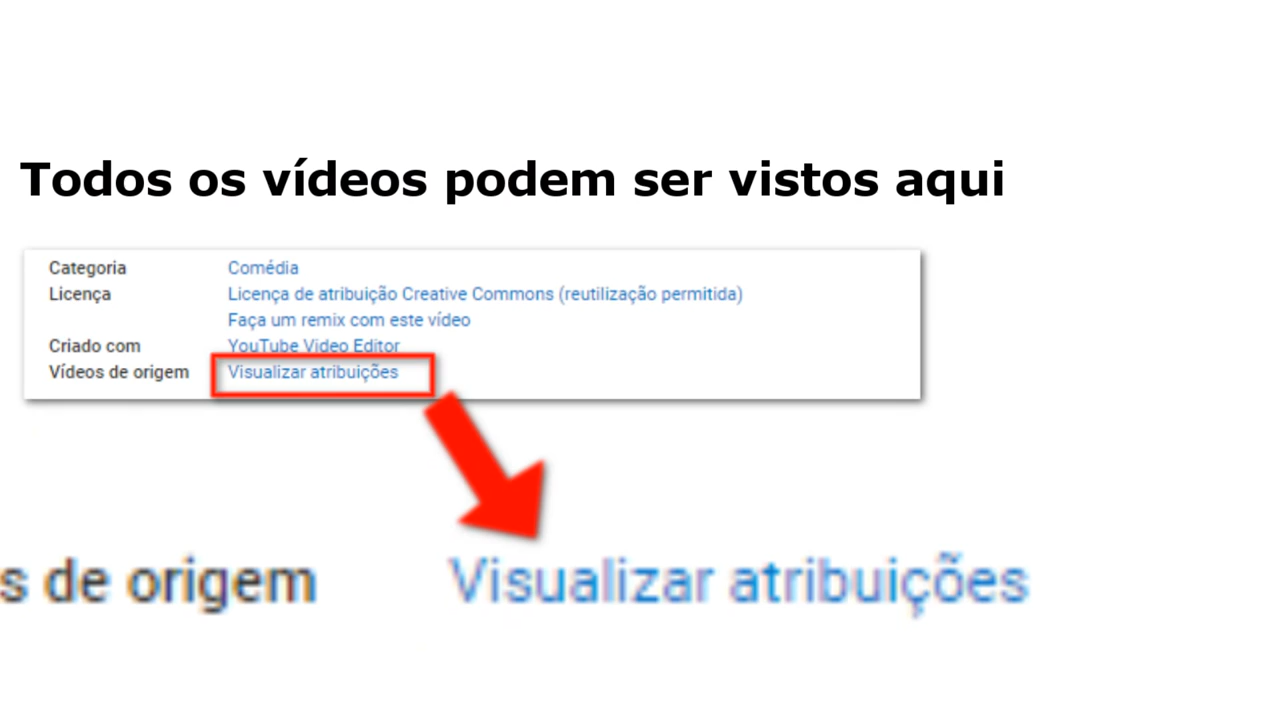 Todos os vídeos podem ser vistos aqui
Categoria Comédia
Licença Licença de atribuição Creative Commons (reutilização permitida)
Faça um remix com este vídeo
Criado com YouTube Video Editor
Vídeos de origem Visualizar atribuições
s de origem Visualizar atribuições